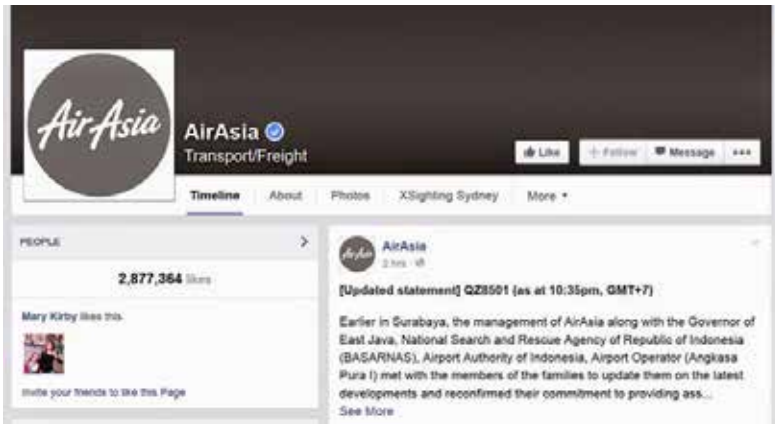 AirAsia
AirAsia
Transport/Freight
Like
+ Follow
Message
Timeline
About
Photos
XSighting Sydney
More
PEOPLE
2,877,364 likes
Mary Kirby likes this
Invite your friends to like this Page
AirAsia
AirAsia
2 hrs
[Updated statement] QZ8501 (as at 10:35pm, GMT+7)
Earlier in Surabaya, the management of AirAsia along with the Governor of
East Java, National Search and Rescue Agency of Republic of Indonesia
(BASARNAS), Airport Authority of Indonesia, Airport Operator (Angkasa
Pura I) met with the members of the families to update them on the latest
developments and reconfirmed their commitment to providing ass...
See More